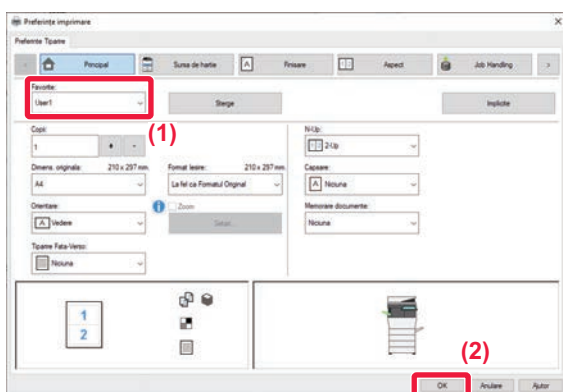 Preferințe imprimare
Preferinte Tiparire
Principal Sursa de hartie Finisare Aspect Job Handling
Favorite:
User1 Sterge Implicite
(1)
Copii: N-Up:
1 + - 2-Up
Dimens. originala: 210 x 297 mm. Format Iesire: 210 x 297 mm. Capsare:
A4 La fel ca Formatul Original Niciuna
Orientare: Zoom Memorare documente:
A Vedere Setari... Niciuna
Tiparire Fata-Verso:
Niciuna
1
2
(2)
OK Anulare Ajutor